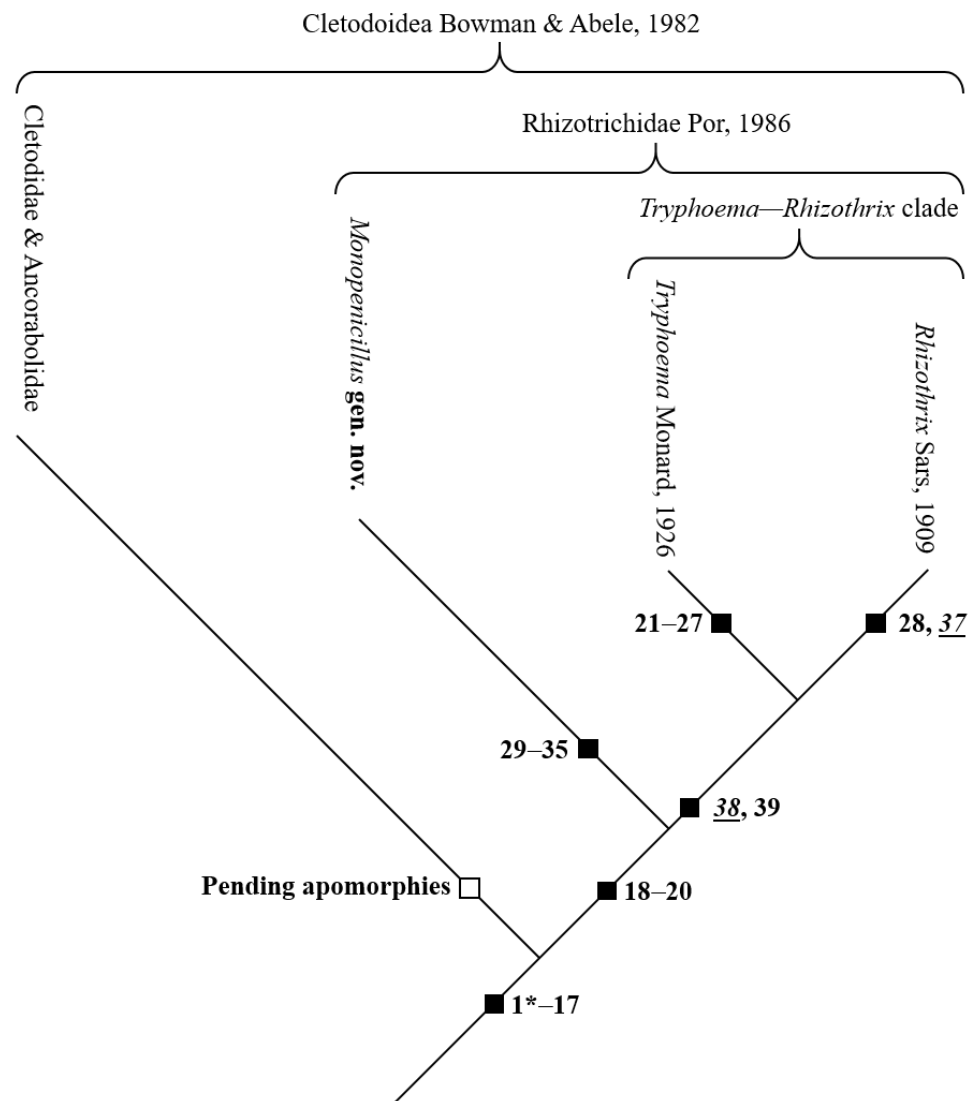 Cletodoidea Bowman & Abele, 1982
Rhizotrichidae Por, 1986
Tryphoema—Rhizothrix clade
Cletodidae & Ancorabolidae
Monopenicillus gen. nov.
Tryphoema Monard, 1926
Rhizothrix Sars, 1909
21–27
28, 37
29–35
38, 39
Pending apomorphies
18–20
1*–17